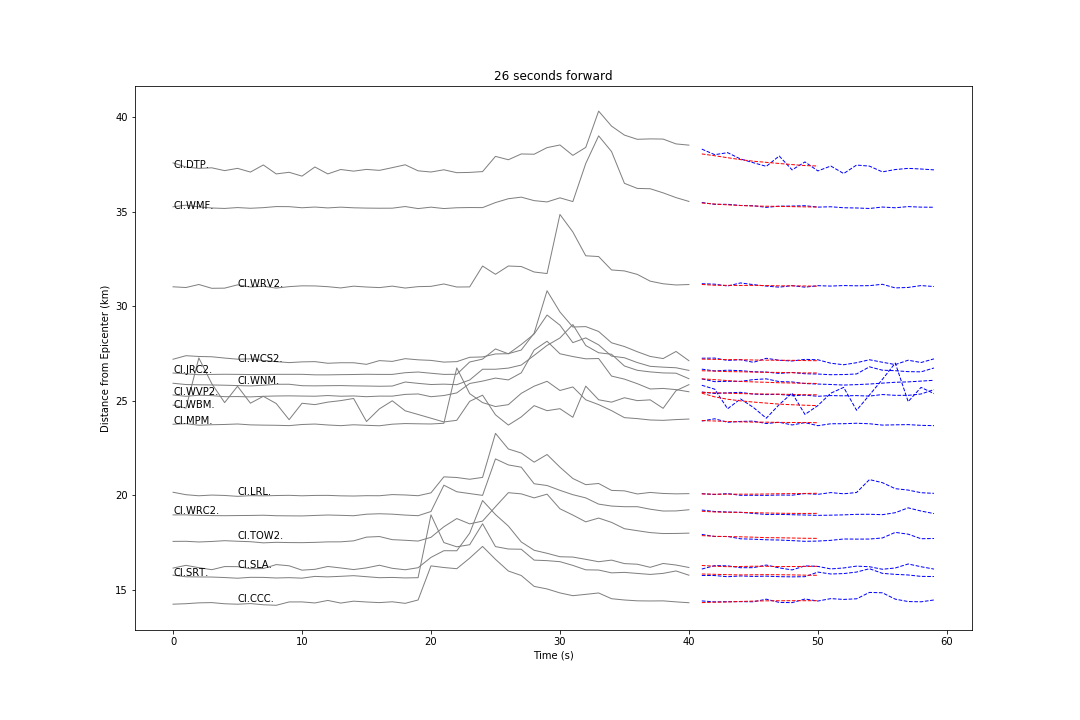 26 seconds forward
40
CI.DTP.
35
CI.WMF.
CI.WRV2.
30
CI.WCS2.
CI.JRC2.
CI.WNM.
CI.WVP2.
25
CI.WBM.
CI.MPM.
20
CI.LRL.
CI.WRC2.
CI.TOW2.
CI.SLA.
CI.SRT.
15
CI.CCC.
Distance from Epicenter (km)
0 10 20 30 40 50 60
Time (s)